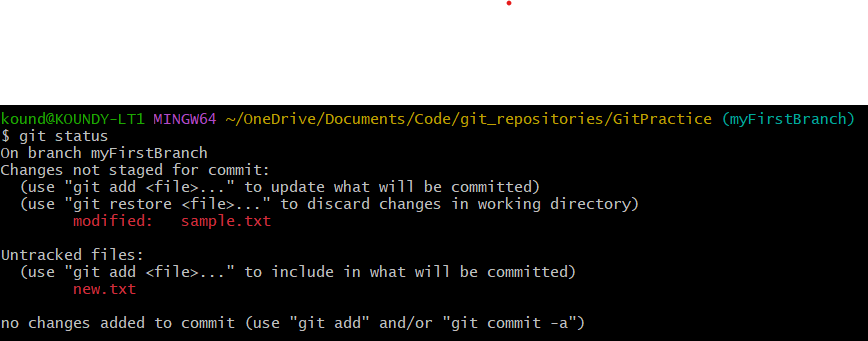 kound@KOUNDY-LT1 MINGW64 ~/OneDrive/Documents/Code/git_repositories/GitPractice (myFirstBranch)
$ git status
On branch myFirstBranch
Changes not staged for commit:
  (use "git add <file>..." to update what will be committed)
  (use "git restore <file>..." to discard changes in working directory)
        modified:   sample.txt

Untracked files:
  (use "git add <file>..." to include in what will be committed)
        new.txt

no changes added to commit (use "git add" and/or "git commit -a")